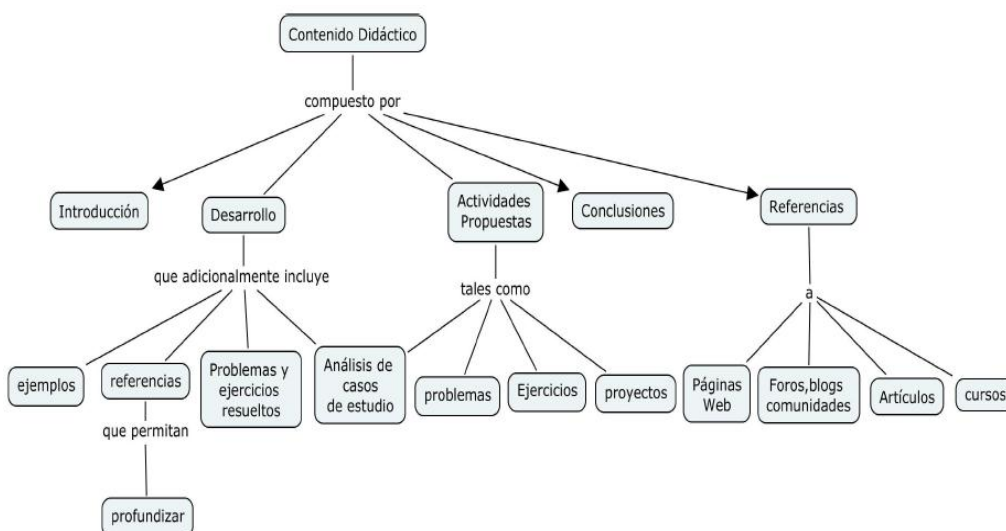 Contenido Didáctico
compuesto por
Introducción
Desarrollo
Actividades
Propuestas
Conclusiones
Referencias
que adicionalmente incluye
tales como
a
ejemplos
referencias
Problemas y
ejercicios
resueltos
Análisis de
casos
de estudio
problemas
Ejercicios
proyectos
Páginas
Web
Foros,blogs
comunidades
Artículos
cursos
que permitan
profundizar